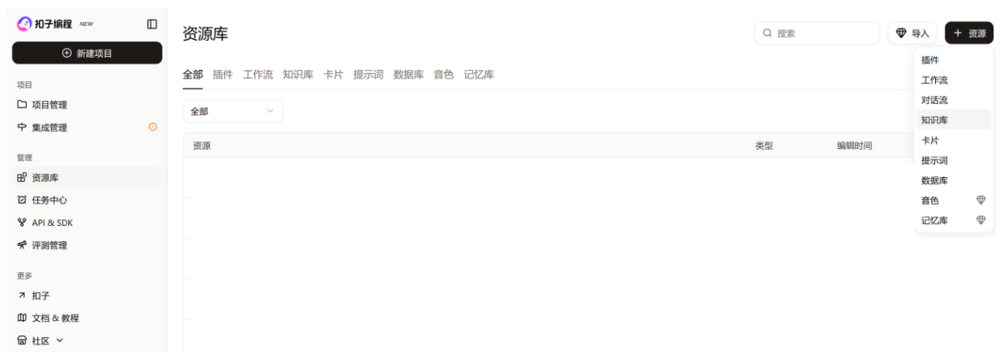 扣子编程 NEW
新建项目
项目
项目管理
集成管理
管理
资源库
任务中心
API & SDK
评测管理
更多
扣子
文档 & 教程
社区
资源库
搜索
导入
+ 资源
全部 插件 工作流 知识库 卡片 提示词 数据库 音色 记忆库
全部
资源 类型 编辑时间
插件
工作流
对话流
知识库
卡片
提示词
数据库
音色
记忆库